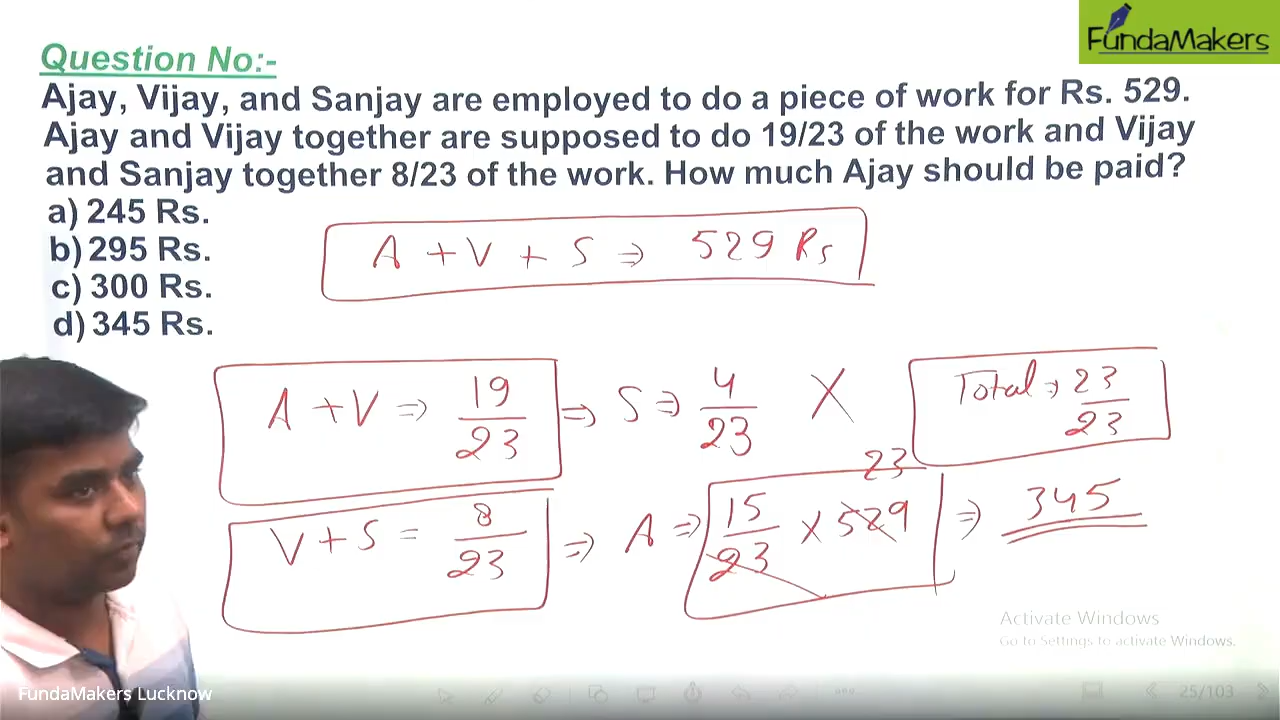 FundaMakers
Question No:-
Ajay, Vijay, and Sanjay are employed to do a piece of work for Rs. 529.
Ajay and Vijay together are supposed to do 19/23 of the work and Vijay
and Sanjay together 8/23 of the work. How much Ajay should be paid?
a) 245 Rs.
b) 295 Rs.
c) 300 Rs.
d) 345 Rs.
A + V + S ⇒ 529 Rs
A + V ⇒ 19/23 ⇒ S ⇒ 4/23 X
Total ⇒ 23/23
V + S = 8/23 ⇒ A ⇒ 15/23 × 529 23 ⇒ 345
Activate Windows
Go to Settings to activate Windows.
FundaMakers Lucknow
25/103